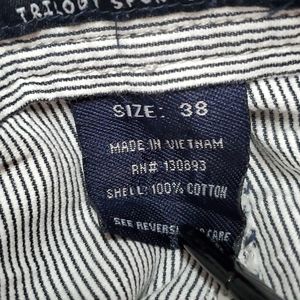 TRILOGY SPOR
SIZE: 38
MADE IN VIETNAM
RN# 130893
SHELL: 100% COTTON
SEE REVERSE CARE